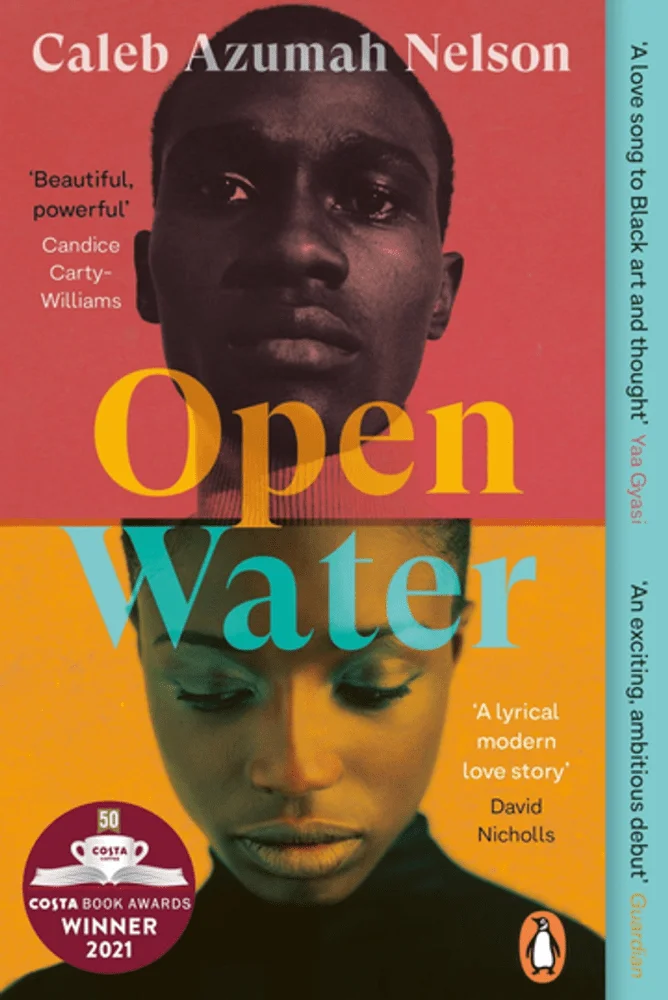 Caleb Azumah Nelson
‘Beautiful,
powerful’
Candice
Carty-
Williams
Open
Water
‘A lyrical
modern
love story’
David
Nicholls
50
COSTA
COFFEE
COSTA BOOK AWARDS
WINNER
2021
‘A love song to Black art and thought’ Yaa Gyasi
‘An exciting, ambitious debut’ Guardian